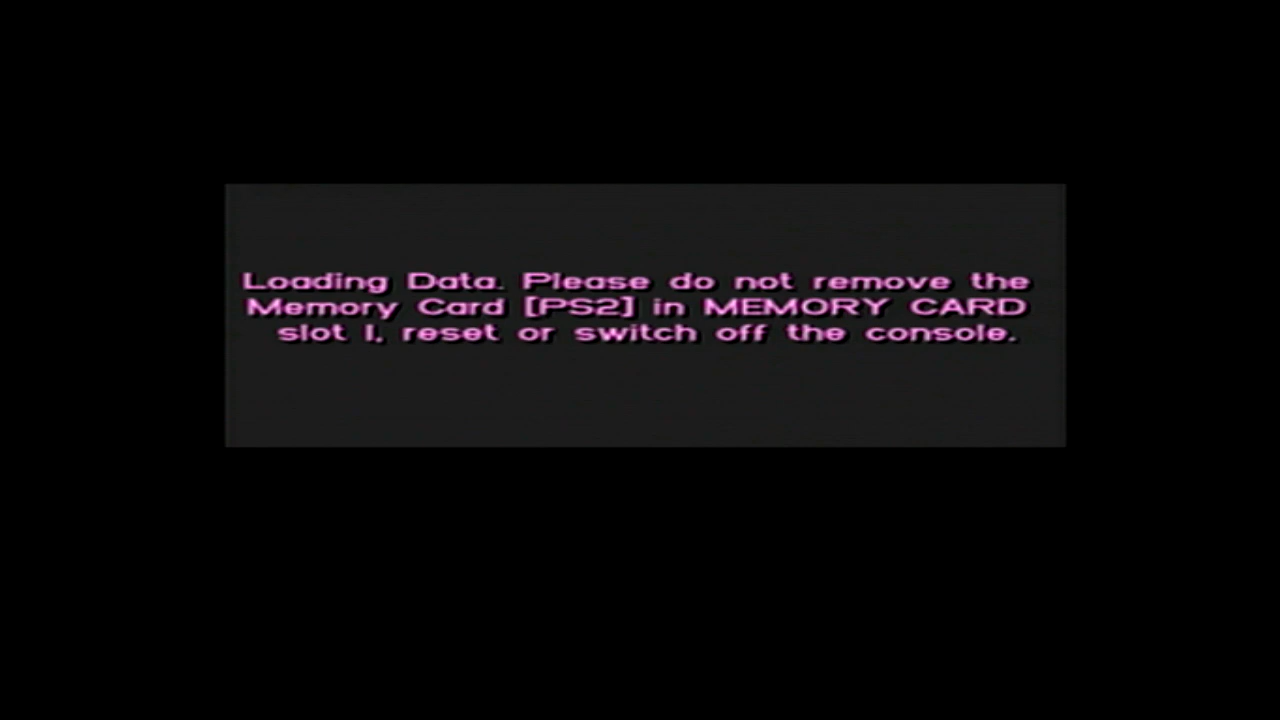 Loading Data. Please do not remove the
Memory Card [PS2] in MEMORY CARD
slot 1, reset or switch off the console.